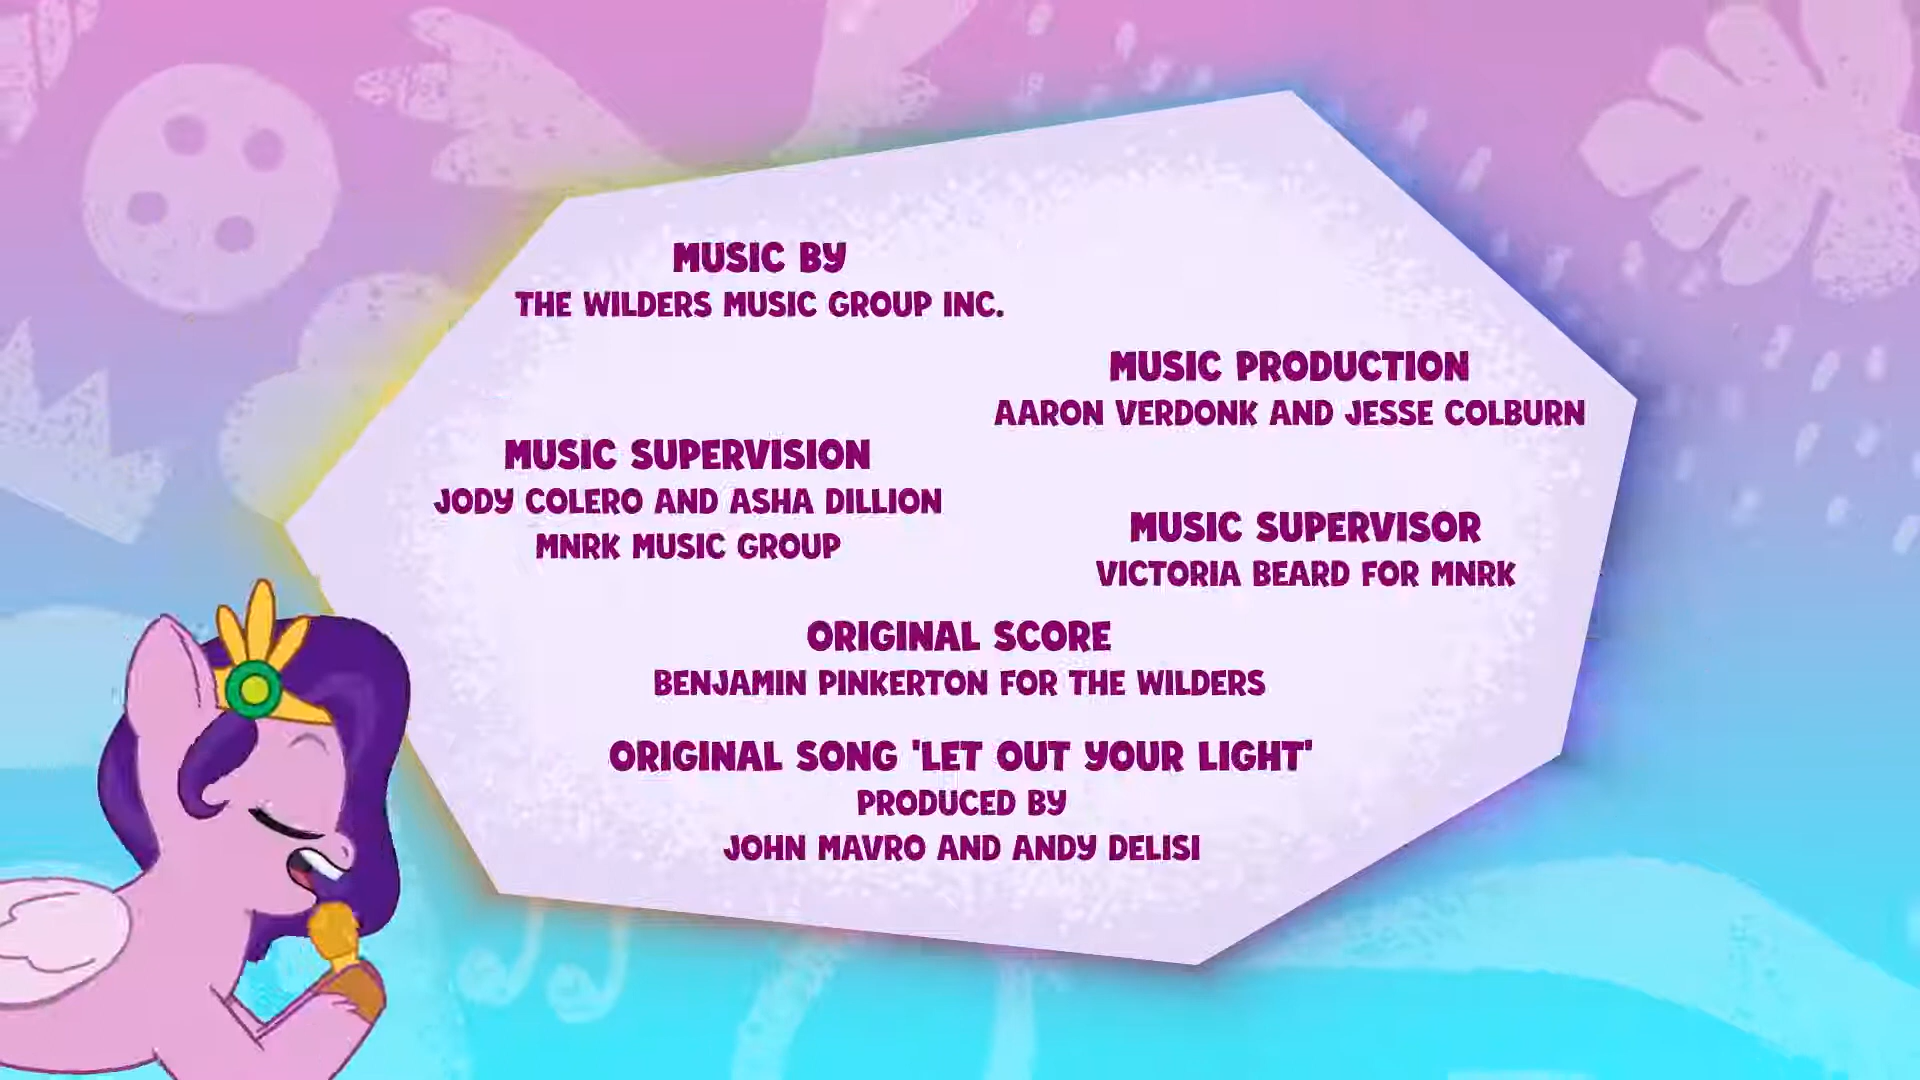 MUSIC BY
THE WILDERS MUSIC GROUP INC.
MUSIC PRODUCTION
AARON VERDONK AND JESSE COLBURN
MUSIC SUPERVISION
JODY COLERO AND ASHA DILLION
MNRK MUSIC GROUP
MUSIC SUPERVISOR
VICTORIA BEARD FOR MNRK
ORIGINAL SCORE
BENJAMIN PINKERTON FOR THE WILDERS
ORIGINAL SONG 'LET OUT YOUR LIGHT'
PRODUCED BY
JOHN MAVRO AND ANDY DELISI